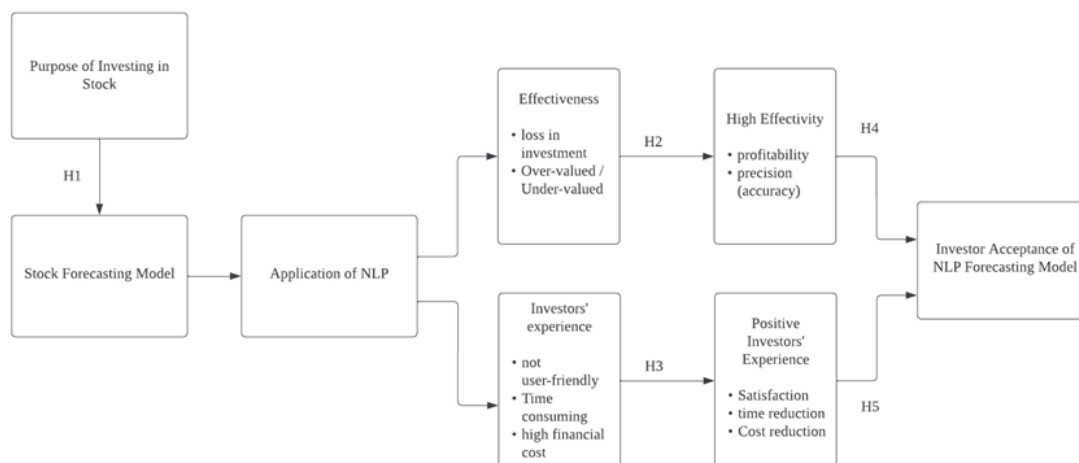 Purpose of Investing in
Stock
H1
Stock Forecasting Model
Application of NLP
Effectiveness
• loss in
investment
• Over-valued /
Under-valued
H2
High Effectivity
• profitability
• precision
(accuracy)
H4
Investors'
experience
• not
user-friendly
• Time
consuming
• high financial
cost
H3
Positive
Investors'
Experience
• Satisfaction
• time reduction
• Cost reduction
H5
Investor Acceptance of
NLP Forecasting Model